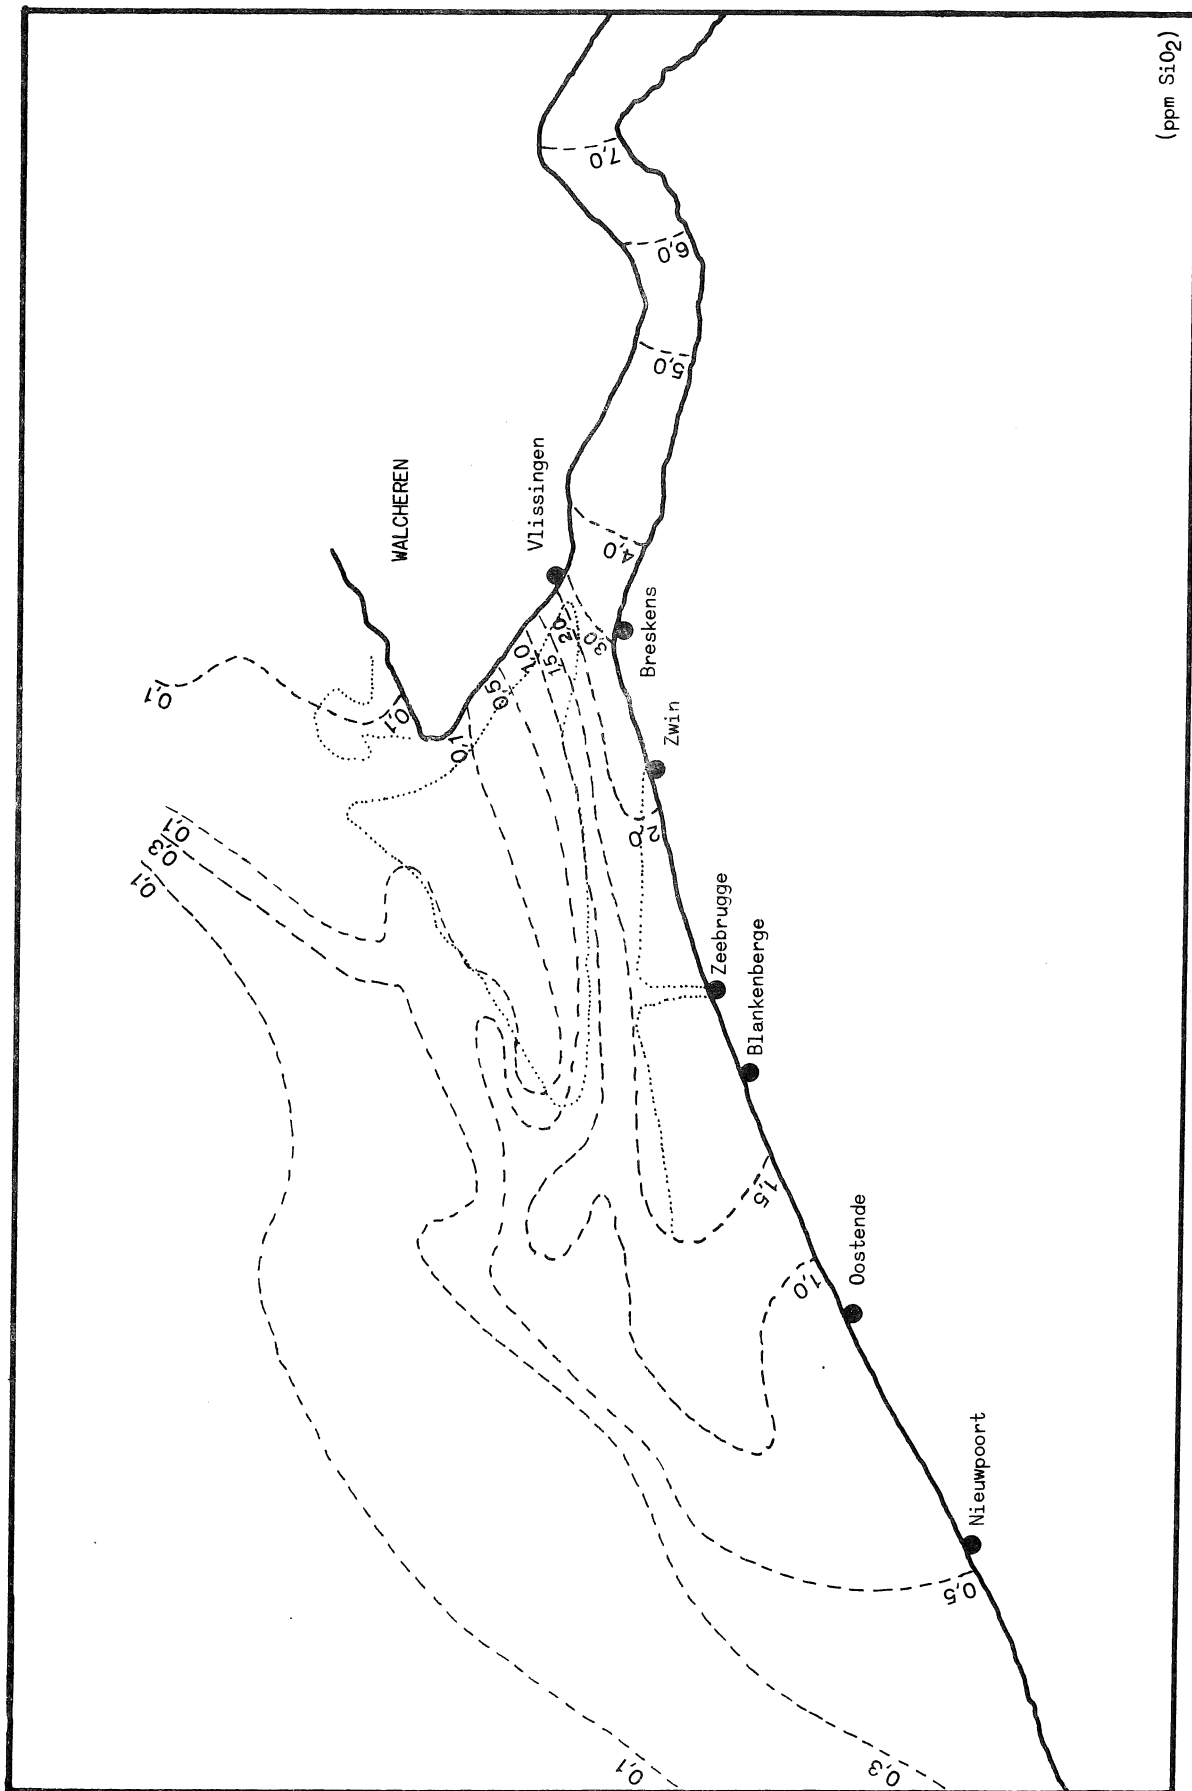 (ppm SiO2)
7,0
6,0
5,0
4,0
3,0
2,0
1,5
1,0
0,5
0,1
0,1
0,1
0,1
0,3
0,1
WALCHEREN
Vlissingen
Breskens
Zwin
2,0
Zeebrugge
Blankenberge
1,5
Oostende
1,0
Nieuwpoort
0,5
0,3
0,1